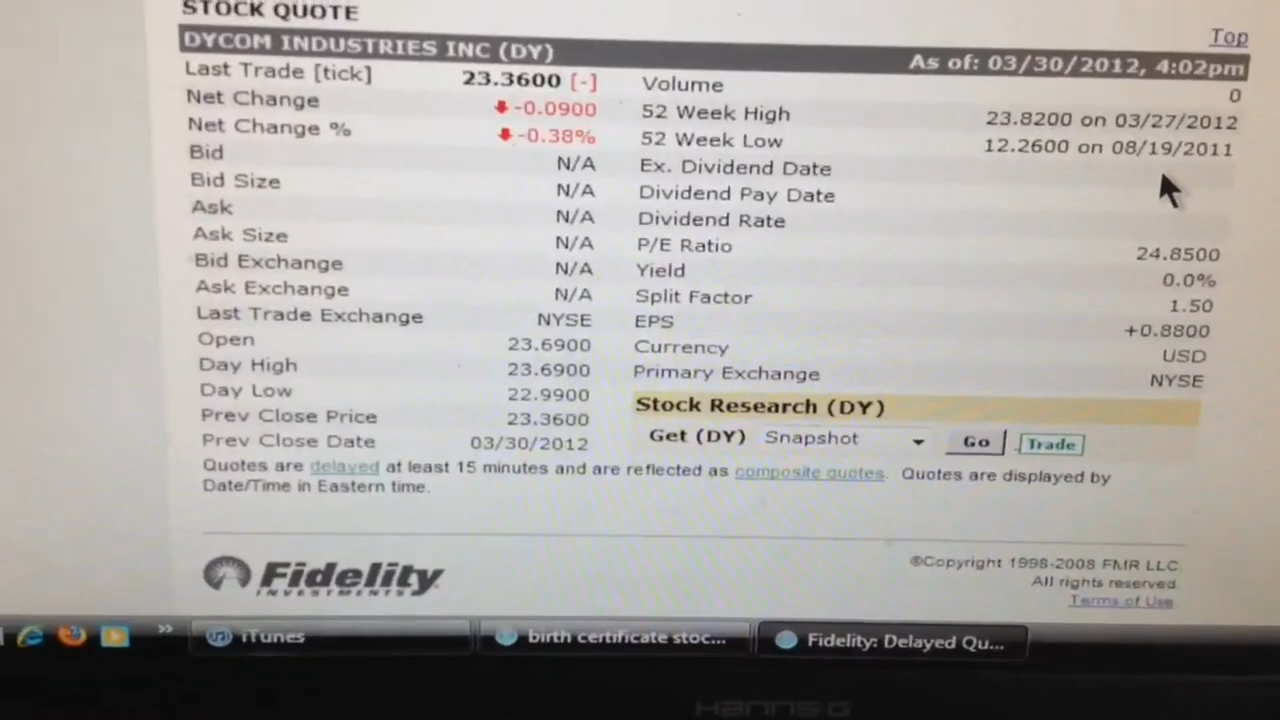 STOCK QUOTE
Top
DYCOM INDUSTRIES INC (DY)
As of: 03/30/2012, 4:02pm
Last Trade [tick] 23.3600 [-]
Net Change -0.0900
Net Change % -0.38%
Bid N/A
Bid Size N/A
Ask N/A
Ask Size N/A
Bid Exchange N/A
Ask Exchange N/A
Last Trade Exchange NYSE
Open 23.6900
Day High 23.6900
Day Low 22.9900
Prev Close Price 23.3600
Prev Close Date 03/30/2012
Volume 0
52 Week High 23.8200 on 03/27/2012
52 Week Low 12.2600 on 08/19/2011
Ex. Dividend Date
Dividend Pay Date
Dividend Rate
P/E Ratio 24.8500
Yield 0.0%
Split Factor 1.50
EPS +0.8800
Currency USD
Primary Exchange NYSE
Stock Research (DY)
Get (DY) Snapshot Go Trade
Quotes are delayed at least 15 minutes and are reflected as composite quotes. Quotes are displayed by
Date/Time in Eastern time.
Fidelity
INVESTMENTS
©Copyright 1998-2008 FMR LLC.
All rights reserved.
Terms of Use
» iTunes birth certificate stoc... Fidelity: Delayed Qu...
HANNS-G